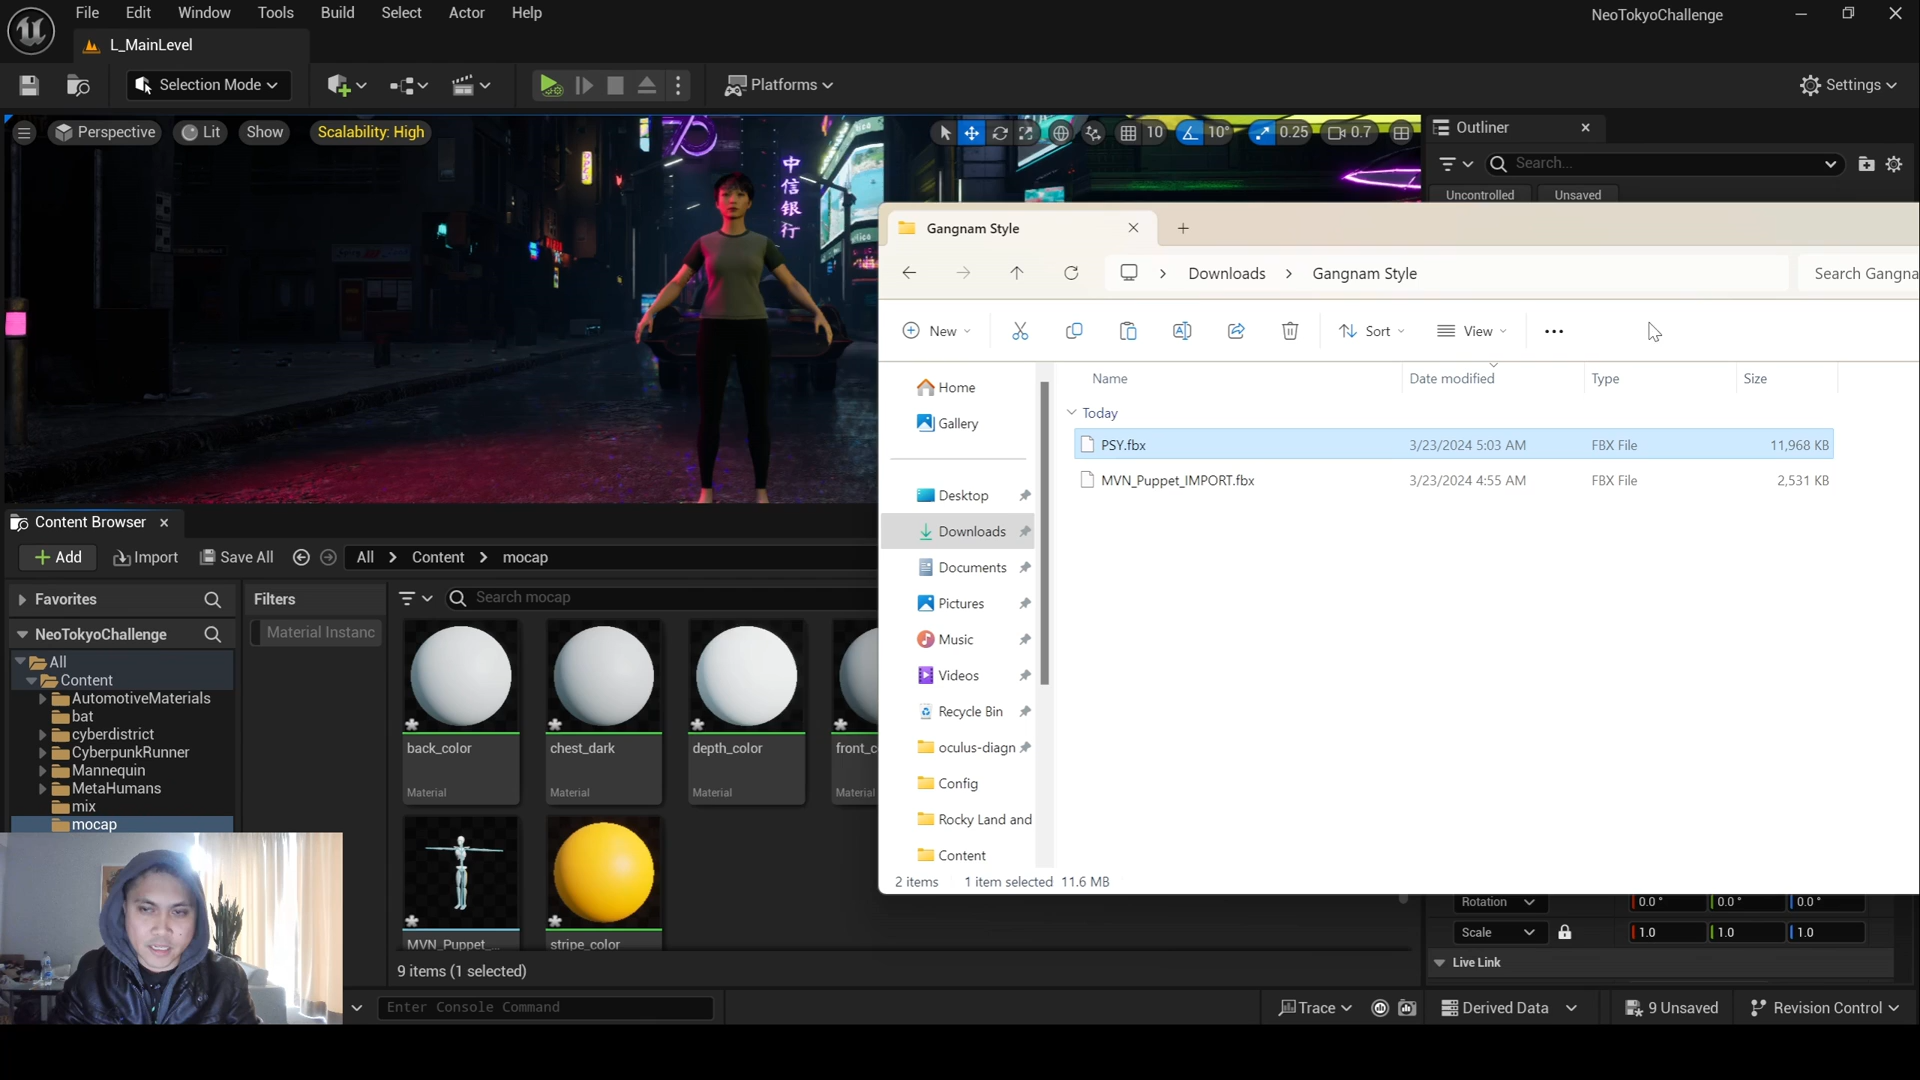 File Edit Window Tools Build Select Actor Help
NeoTokyoChallenge
L_MainLevel
Selection Mode
Platforms
Settings
Perspective Lit Show Scalability: High
10 10° 0.25 0.7
Outliner
Search...
Uncontrolled Unsaved
中信銀行
Gangnam Style
Downloads > Gangnam Style
Search Gangna
New Sort View
Name Date modified Type Size
Today
PSY.fbx 3/23/2024 5:03 AM FBX File 11,968 KB
MVN_Puppet_IMPORT.fbx 3/23/2024 4:55 AM FBX File 2,531 KB
Home
Gallery
Desktop
Downloads
Documents
Pictures
Music
Videos
Recycle Bin
oculus-diagn
Config
Rocky Land and
Content
2 items 1 item selected 11.6 MB
Content Browser
Add Import Save All All > Content > mocap
Favorites
Filters
Search mocap
NeoTokyoChallenge
Material Instanc
All
Content
AutomotiveMaterials
bat
cyberdistrict
CyberpunkRunner
Mannequin
MetaHumans
mix
mocap
back_color
Material
chest_dark
Material
depth_color
Material
front_c
Material
MVN_Puppet_...
stripe_color
9 items (1 selected)
Rotation 0.0° 0.0° 0.0°
Scale 1.0 1.0 1.0
Live Link
Enter Console Command
Trace Derived Data 9 Unsaved Revision Control